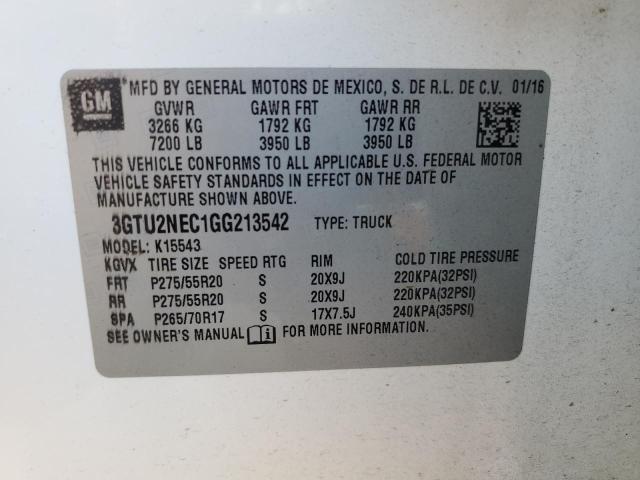 GM *MFD BY GENERAL MOTORS DE MEXICO, S. DE R.L. DE C.V. 01/16
GVWR GAWR FRT GAWR RR
3266 KG 1792 KG 1792 KG
7200 LB 3950 LB 3950 LB
THIS VEHICLE CONFORMS TO ALL APPLICABLE U.S. FEDERAL MOTOR
VEHICLE SAFETY STANDARDS IN EFFECT ON THE DATE OF
MANUFACTURE SHOWN ABOVE.
3GTU2NEC1GG213542 TYPE: TRUCK
MODEL: K15543
KGVX TIRE SIZE SPEED RTG RIM COLD TIRE PRESSURE
FRT P275/55R20 S 20X9J 220KPA(32PSI)
RR P275/55R20 S 20X9J 220KPA(32PSI)
SPA P265/70R17 S 17X7.5J 240KPA(35PSI)
SEE OWNER'S MANUAL i FOR MORE INFORMATION.